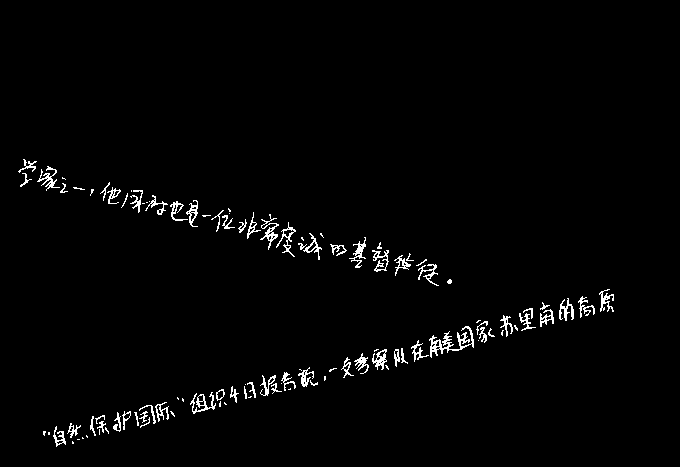 学家之一，他同时也是一位非常虔诚的基督教徒。
“自然保护国际”组织4日报告说，一支考察队在南美国家苏里南的高原